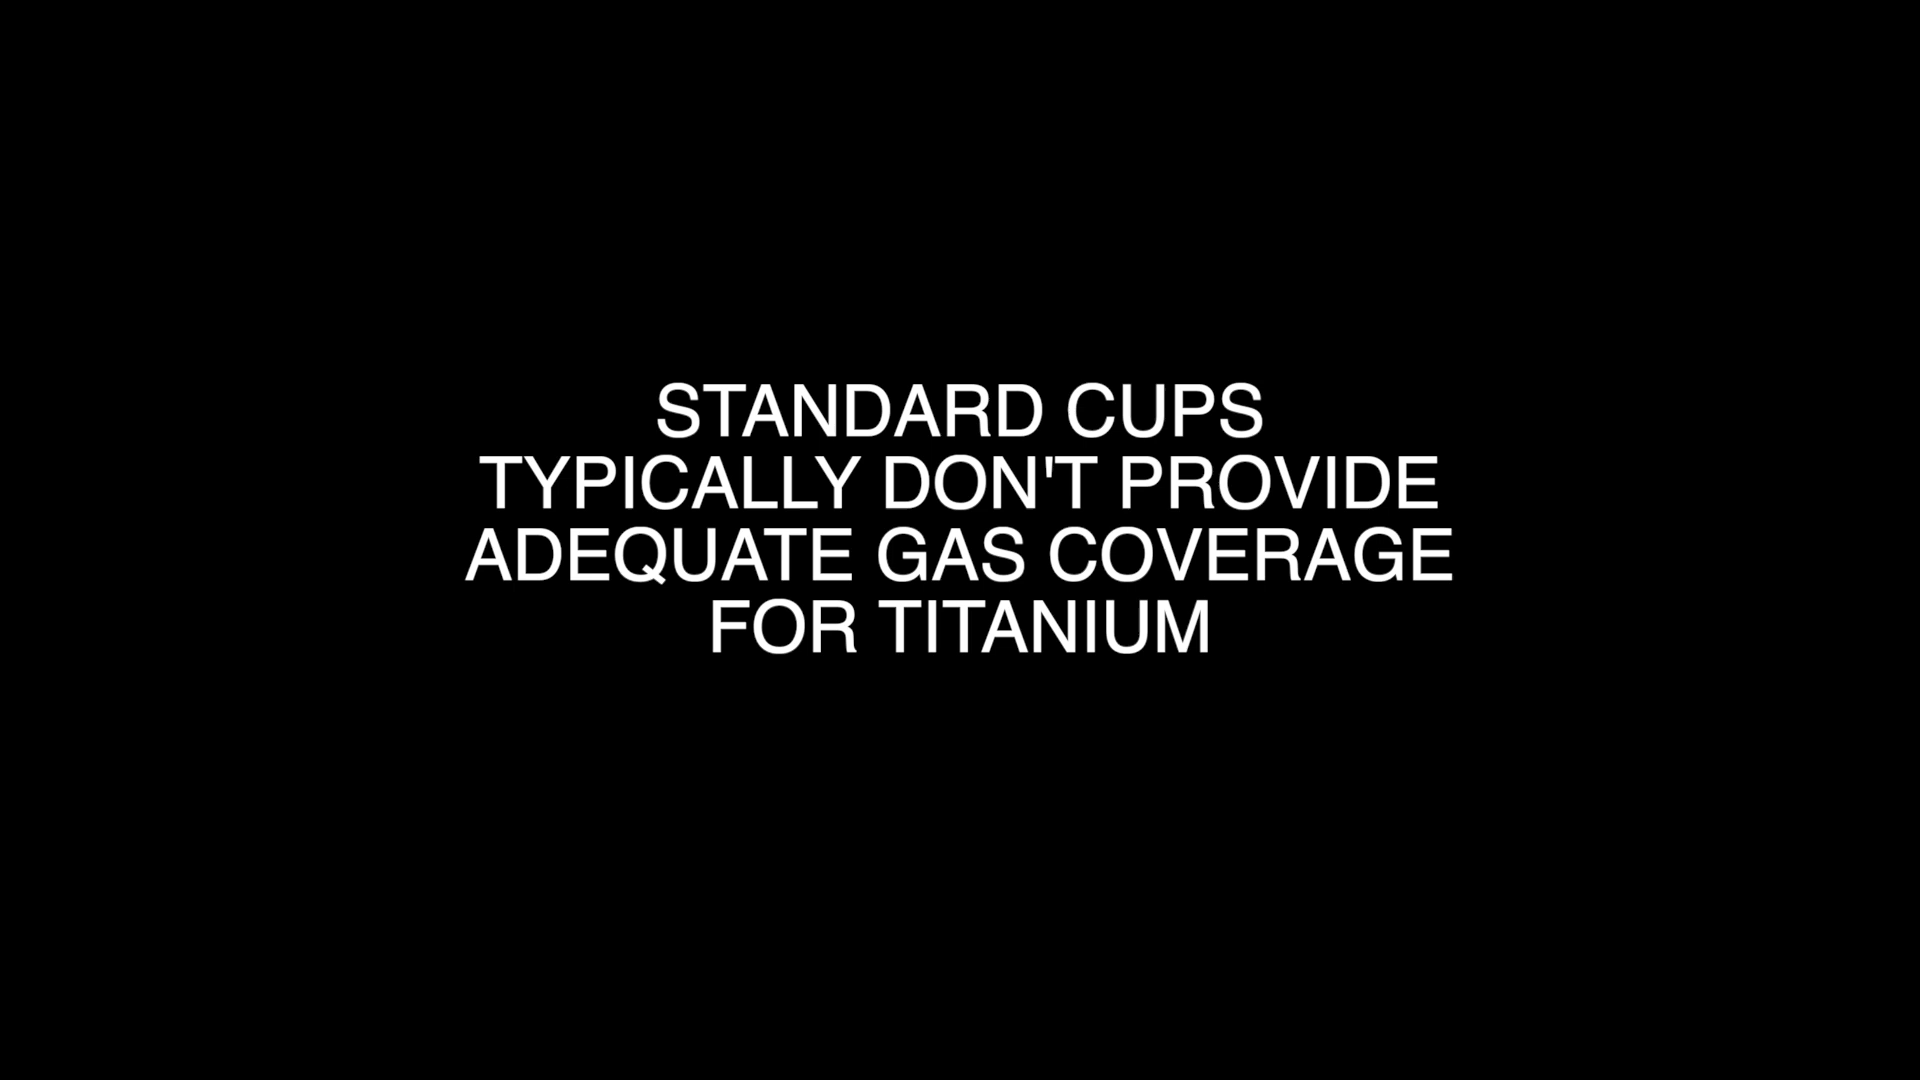 STANDARD CUPS
TYPICALLY DON'T PROVIDE
ADEQUATE GAS COVERAGE
FOR TITANIUM